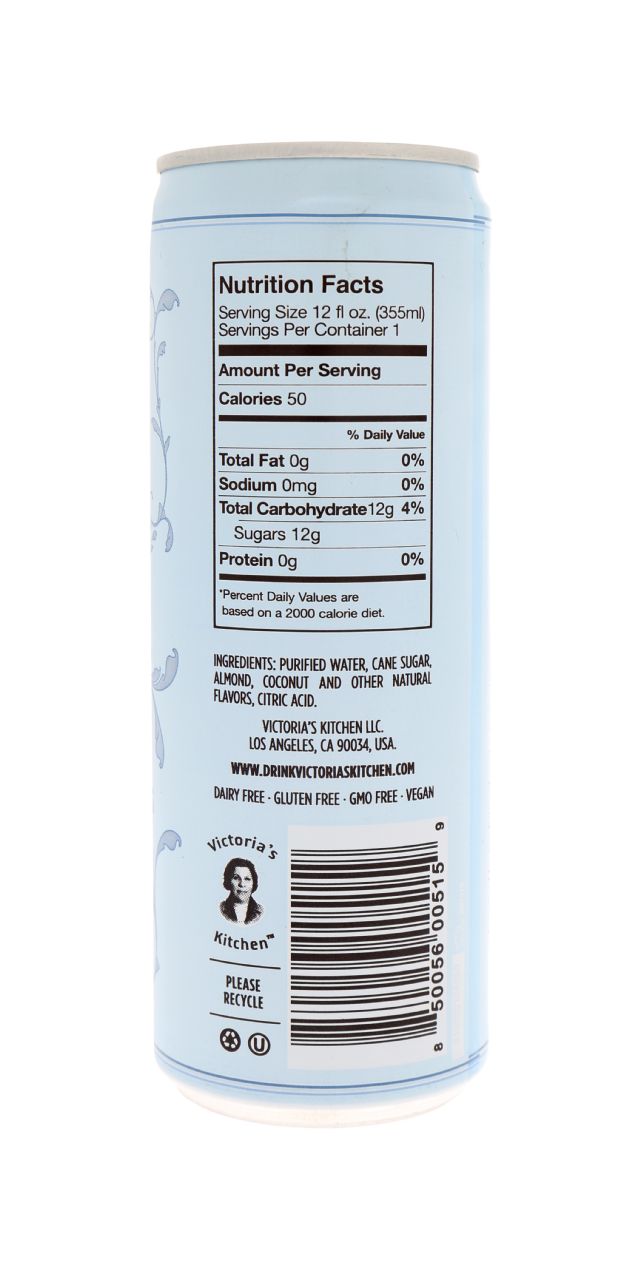 Nutrition Facts
Serving Size 12 fl oz. (355ml)
Servings Per Container 1
Amount Per Serving
Calories 50
% Daily Value
Total Fat 0g 0%
Sodium 0mg 0%
Total Carbohydrate 12g 4%
Sugars 12g
Protein 0g 0%
*Percent Daily Values are
based on a 2000 calorie diet.
INGREDIENTS: PURIFIED WATER, CANE SUGAR,
ALMOND, COCONUT AND OTHER NATURAL
FLAVORS, CITRIC ACID.
VICTORIA'S KITCHEN LLC.
LOS ANGELES, CA 90034, USA.
WWW.DRINKVICTORIASKITCHEN.COM
DAIRY FREE · GLUTEN FREE · GMO FREE · VEGAN
Victoria's
Kitchen™
PLEASE
RECYCLE
U
8 50056 00515 9